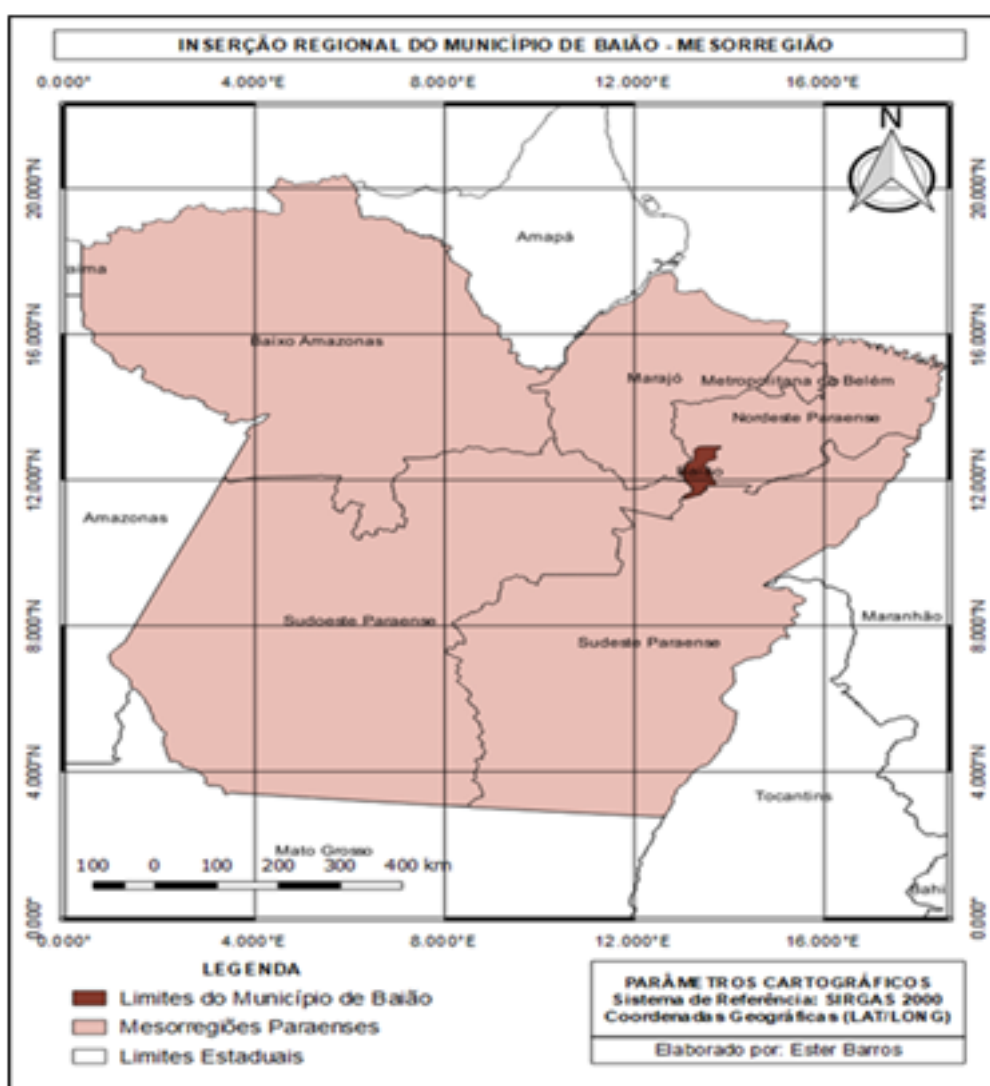 INSERÇÃO REGIONAL DO MUNICÍPIO DE BAIÃO - MESORREGIÃO
0.000° 4.000°E 8.000°E 12.000°E 16.000°E
N
20.000°N 20.000°N
Amapá
aima
16.000°N 16.000°N
Baixo Amazonas
Marajó Metropolitana de Belém
Nordeste Paraense
Baião
12.000°N 12.000°N
Amazonas
8.000°N 8.000°N
Sudoeste Paraense
Maranhão
Sudeste Paraense
4.000°N 4.000°N
Tocantins
Mato Grosso
100 0 100 200 300 400 km
Bahi
0.000° 0.000°
0.000° 4.000°E 8.000°E 12.000°E 16.000°E
LEGENDA
Limites do Município de Baião
Mesorregiões Paraenses
Limites Estaduais
PARÂMETROS CARTOGRÁFICOS
Sistema de Referência: SIRGAS 2000
Coordenadas Geográficas (LAT/LONG)
Elaborado por: Ester Barros